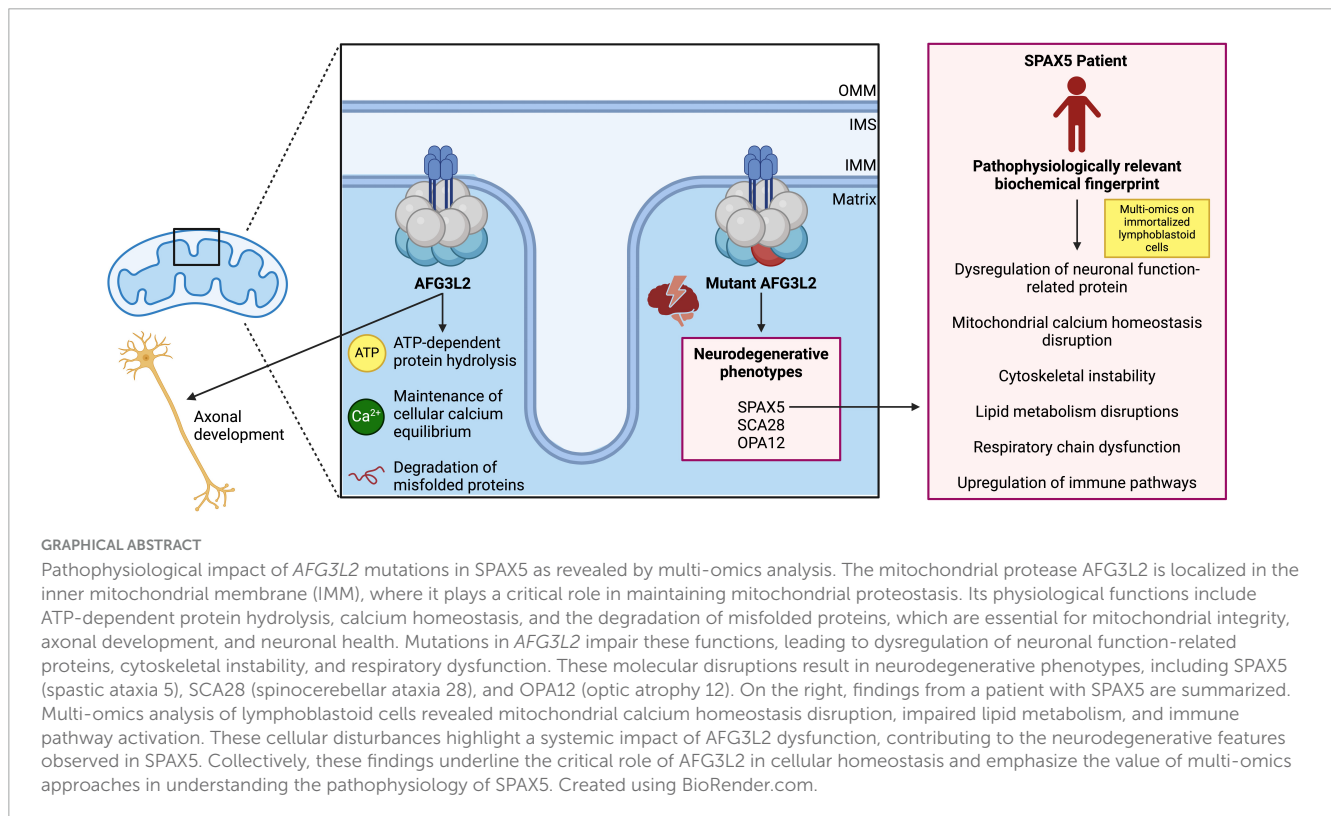 OMM
IMS
IMM
Matrix
AFG3L2
Mutant AFG3L2
ATP
ATP-dependent
protein hydrolysis
Ca2+
Maintenance of
cellular calcium
equilibrium
Degradation of
misfolded proteins
Axonal
development
Neurodegenerative
phenotypes
SPAX5
SCA28
OPA12
SPAX5 Patient
Pathophysiologically relevant
biochemical fingerprint
Multi-omics on
immortalized
lymphoblastoid
cells
Dysregulation of neuronal function-
related protein
Mitochondrial calcium homeostasis
disruption
Cytoskeletal instability
Lipid metabolism disruptions
Respiratory chain dysfunction
Upregulation of immune pathways
GRAPHICAL ABSTRACT
Pathophysiological impact of AFG3L2 mutations in SPAX5 as revealed by multi-omics analysis. The mitochondrial protease AFG3L2 is localized in the
inner mitochondrial membrane (IMM), where it plays a critical role in maintaining mitochondrial proteostasis. Its physiological functions include
ATP-dependent protein hydrolysis, calcium homeostasis, and the degradation of misfolded proteins, which are essential for mitochondrial integrity,
axonal development, and neuronal health. Mutations in AFG3L2 impair these functions, leading to dysregulation of neuronal function-related
proteins, cytoskeletal instability, and respiratory dysfunction. These molecular disruptions result in neurodegenerative phenotypes, including SPAX5
(spastic ataxia 5), SCA28 (spinocerebellar ataxia 28), and OPA12 (optic atrophy 12). On the right, findings from a patient with SPAX5 are summarized.
Multi-omics analysis of lymphoblastoid cells revealed mitochondrial calcium homeostasis disruption, impaired lipid metabolism, and immune
pathway activation. These cellular disturbances highlight a systemic impact of AFG3L2 dysfunction, contributing to the neurodegenerative features
observed in SPAX5. Collectively, these findings underline the critical role of AFG3L2 in cellular homeostasis and emphasize the value of multi-omics
approaches in understanding the pathophysiology of SPAX5. Created using BioRender.com.